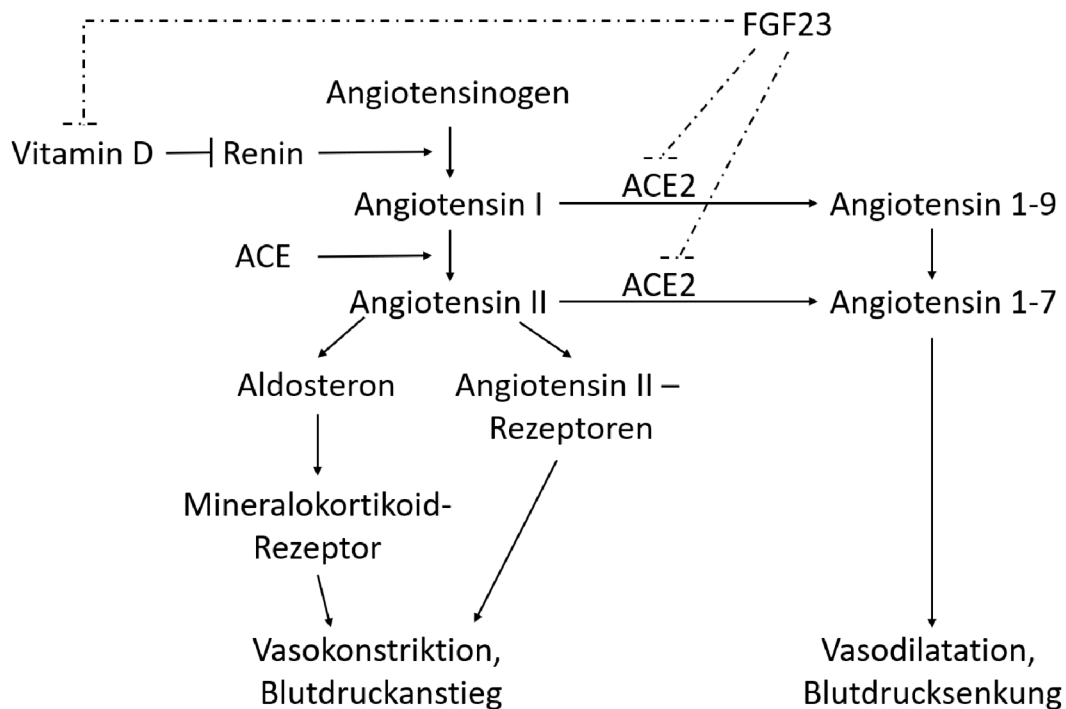 FGF23
Angiotensinogen
Vitamin D
Renin
ACE2
Angiotensin I
Angiotensin 1-9
ACE
ACE2
Angiotensin II
Angiotensin 1-7
Aldosteron
Angiotensin II –
Rezeptoren
Mineralokortikoid-
Rezeptor
Vasokonstriktion,
Blutdruckanstieg
Vasodilatation,
Blutdrucksenkung